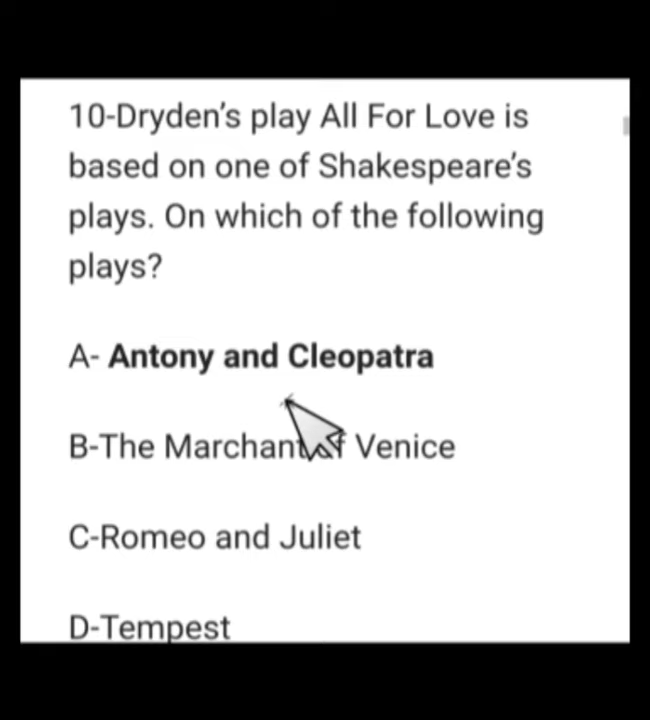 10-Dryden's play All For Love is
based on one of Shakespeare's
plays. On which of the following
plays?
A- Antony and Cleopatra
B-The Marchant of Venice
C-Romeo and Juliet
D-Tempest